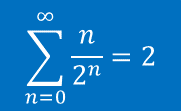 ∑_{n=0}^{∞} n/2ⁿ = 2